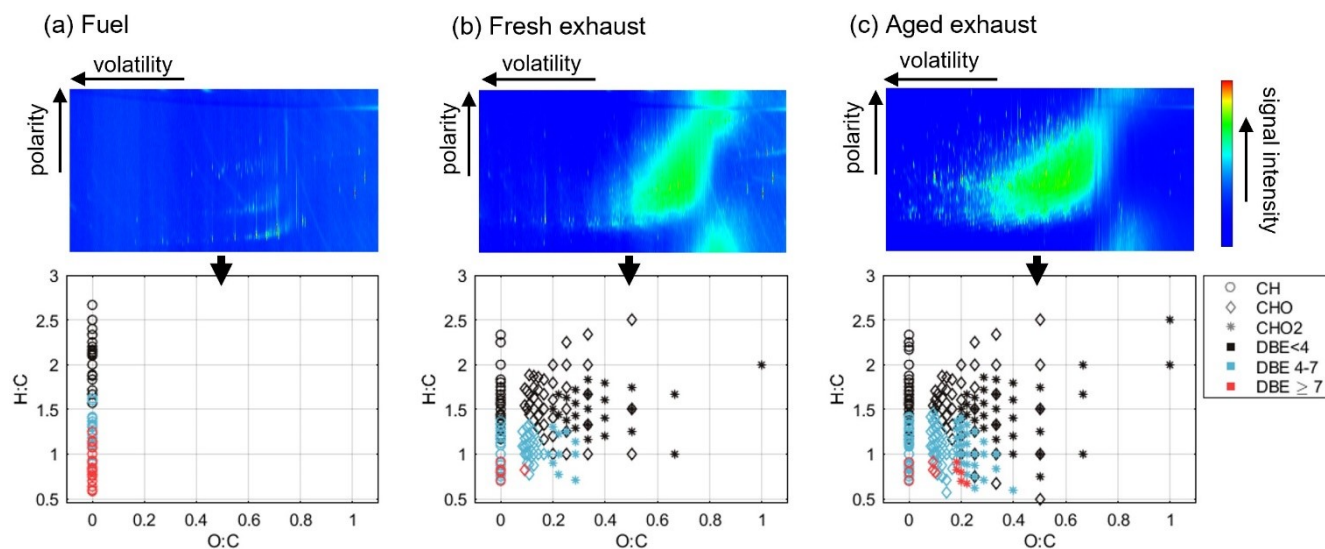 (a) Fuel
(b) Fresh exhaust
(c) Aged exhaust
volatility
volatility
volatility
polarity
polarity
polarity
signal intensity
3
2.5
2
1.5
1
0.5
H:C
0 0.2 0.4 0.6 0.8 1
O:C
3
2.5
2
1.5
1
0.5
H:C
0 0.2 0.4 0.6 0.8 1
O:C
3
2.5
2
1.5
1
0.5
H:C
0 0.2 0.4 0.6 0.8 1
O:C
CH
CHO
CHO2
DBE<4
DBE 4-7
DBE ≥ 7